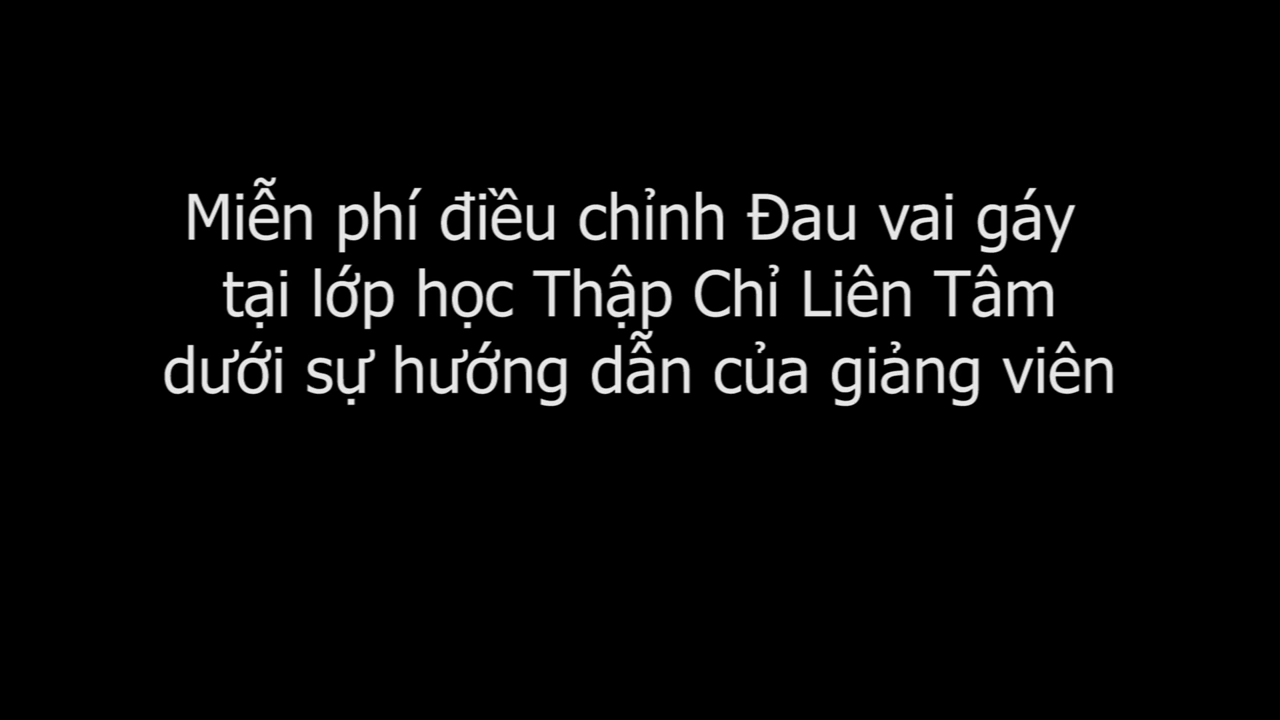 Miễn phí điều chỉnh Đau vai gáy
tại lớp học Thập Chỉ Liên Tâm
dưới sự hướng dẫn của giảng viên